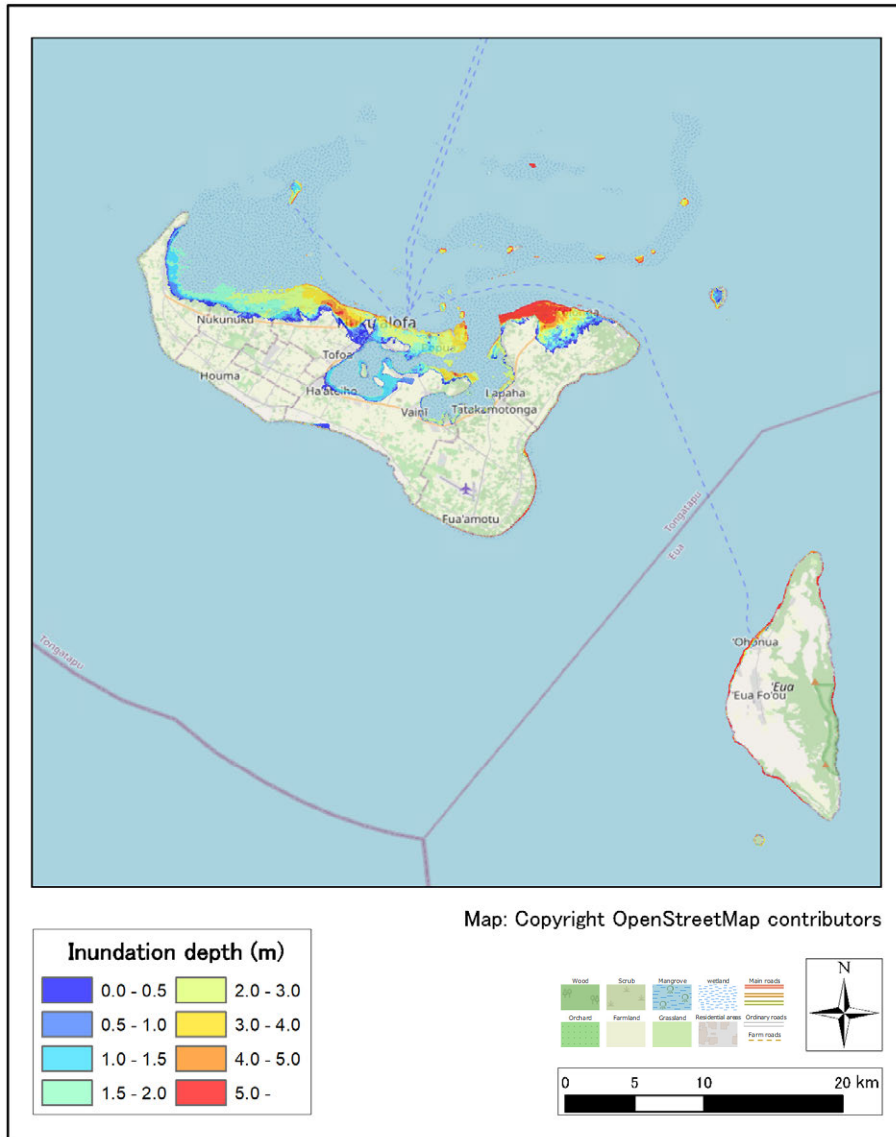 Nukunuku
Tofoa
Houma
Vainī
Lapaha
Tatakamotonga
Fua'amotu
Tongatapu
'Eua
Tongatapu
'Ohonua
'Eua
'Eua Fo'ou
Map: Copyright OpenStreetMap contributors
Inundation depth (m)
0.0 - 0.5
0.5 - 1.0
1.0 - 1.5
1.5 - 2.0
2.0 - 3.0
3.0 - 4.0
4.0 - 5.0
5.0 -
Wood
Scrub
Mangrove
wetland
Main roads
Orchard
Farmland
Grassland
Residential areas
Ordinary roads
Farm roads
N
0 5 10 20 km